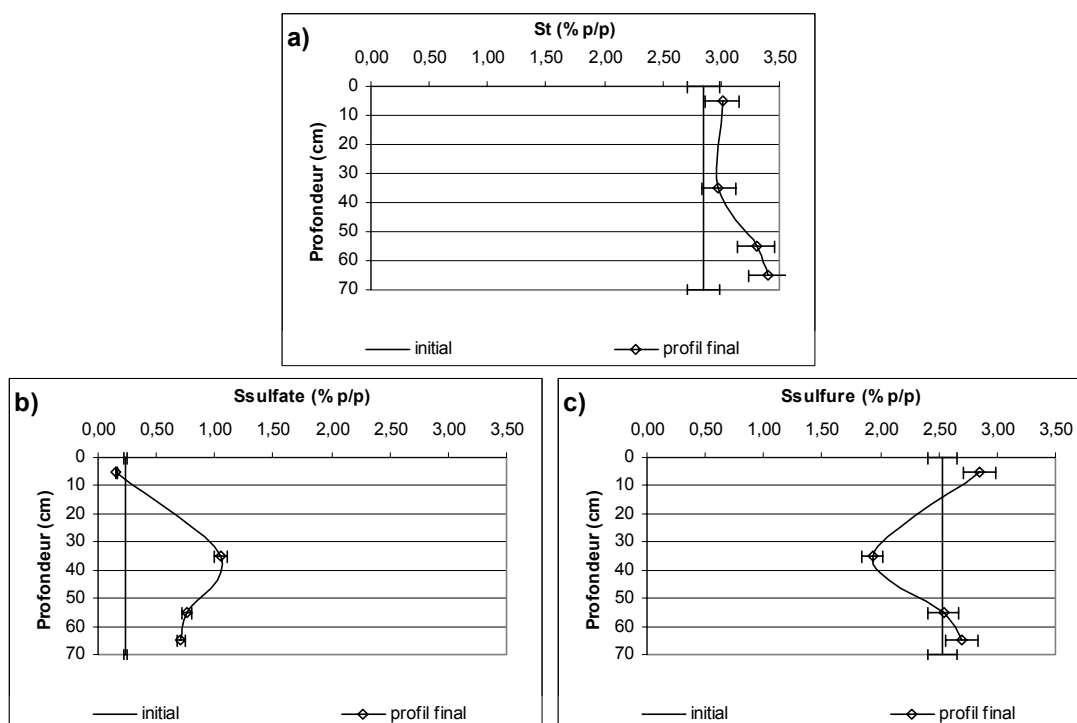 a)
St (% p/p)
0,00 0,50 1,00 1,50 2,00 2,50 3,00 3,50
Profondeur (cm)
0
10
20
30
40
50
60
70
initial profil final
b)
Ssulfate (% p/p)
0,00 0,50 1,00 1,50 2,00 2,50 3,00 3,50
Profondeur (cm)
0
10
20
30
40
50
60
70
initial profil final
c)
Ssulfure (% p/p)
0,00 0,50 1,00 1,50 2,00 2,50 3,00 3,50
Profondeur (cm)
0
10
20
30
40
50
60
70
initial profil final